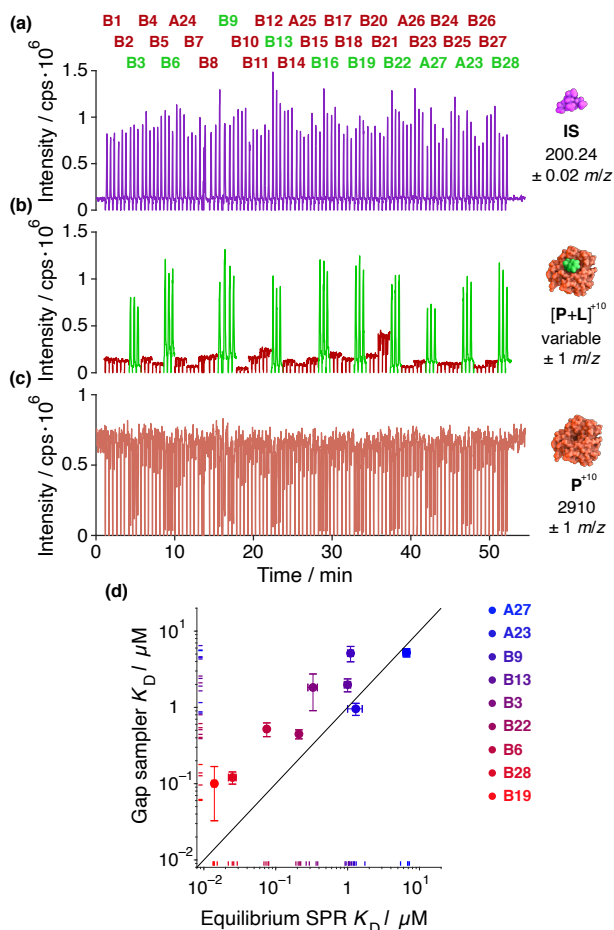 (a)
B1 B4 A24 B9 B12 A25 B17 B20 A26 B24 B26
B2 B5 B7 B10 B13 B15 B18 B21 B23 B25 B27
B3 B6 B8 B11 B14 B16 B19 B22 A27 A23 B28
Intensity / cps·10⁶
1.5
1
0.5
0
IS
200.24
± 0.02 m/z
(b)
Intensity / cps·10⁶
1.5
1
0.5
0
[P+L]⁺¹⁰
variable
± 1 m/z
(c)
Intensity / cps·10⁶
1
0.5
0
0 10 20 30 40 50
Time / min
P⁺¹⁰
2910
± 1 m/z
(d)
Gap sampler K_D / µM
10¹
1
10⁻¹
10⁻²
10⁻² 10⁻¹ 1 10¹
Equilibrium SPR K_D / µM
A27
A23
B9
B13
B3
B22
B6
B28
B19